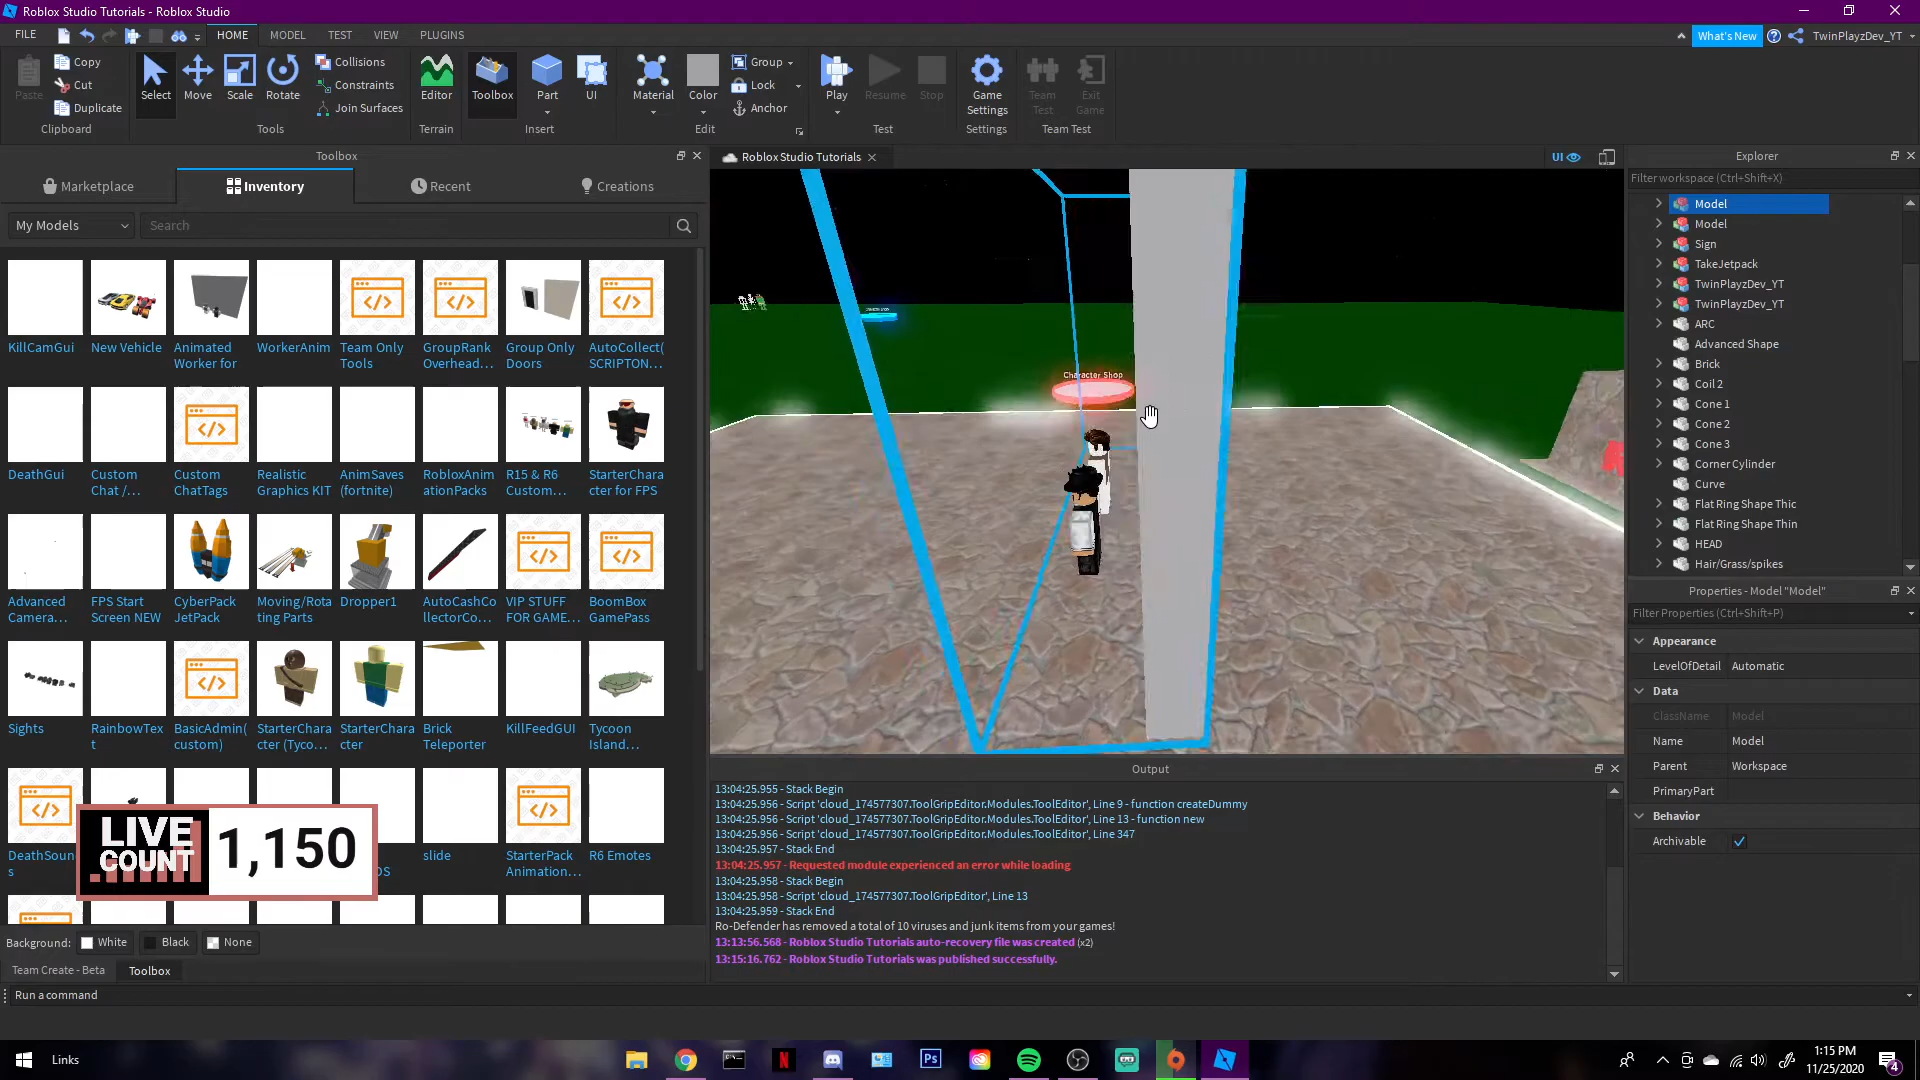 Roblox Studio Tutorials - Roblox Studio
FILE
HOME
MODEL
TEST
VIEW
PLUGINS
What's New
TwinPlayzDev_YT
Paste
Copy
Cut
Duplicate
Clipboard
Select
Move
Scale
Rotate
Collisions
Constraints
Join Surfaces
Tools
Editor
Terrain
Toolbox
Part
UI
Insert
Material
Color
Group
Lock
Anchor
Edit
Play
Resume
Stop
Test
Game Settings
Settings
Team Test
Exit Game
Team Test
Toolbox
Marketplace
Inventory
Recent
Creations
My Models
Search
KillCamGui
New Vehicle
Animated Worker for
WorkerAnim
Team Only Tools
GroupRank Overhead...
Group Only Doors
AutoCollect( SCRIPTON...
DeathGui
Custom Chat /...
Custom ChatTags
Realistic Graphics KIT
AnimSaves (fortnite)
RobloxAnim ationPacks
R15 & R6 Custom...
StarterChara cter for FPS
Advanced Camera...
FPS Start Screen NEW
CyberPack JetPack
Moving/Rota ting Parts
Dropper1
AutoCashCo llectorCo...
VIP STUFF FOR GAME...
BoomBox GamePass
Sights
RainbowTex t
BasicAdmin( custom)
StarterChara cter (Tyco...
StarterChara cter
Brick Teleporter
KillFeedGUI
Tycoon Island...
DeathSoun s
slide
StarterPack Animation...
R6 Emotes
LIVE COUNT
1,150
Background:
White
Black
None
Team Create - Beta
Toolbox
Run a command
Roblox Studio Tutorials
UI
Character Shop
Output
13:04:25.955 - Stack Begin
13:04:25.956 - Script 'cloud_174577307.ToolGripEditor.Modules.ToolEditor', Line 9 - function createDummy
13:04:25.956 - Script 'cloud_174577307.ToolGripEditor.Modules.ToolEditor', Line 13 - function new
13:04:25.956 - Script 'cloud_174577307.ToolGripEditor.Modules.ToolEditor', Line 347
13:04:25.957 - Stack End
13:04:25.957 - Requested module experienced an error while loading
13:04:25.958 - Stack Begin
13:04:25.958 - Script 'cloud_174577307.ToolGripEditor', Line 13
13:04:25.959 - Stack End
Ro-Defender has removed a total of 10 viruses and junk items from your games!
13:13:56.568 - Roblox Studio Tutorials auto-recovery file was created (x2)
13:15:16.762 - Roblox Studio Tutorials was published successfully.
Explorer
Filter workspace (Ctrl+Shift+X)
Model
Model
Sign
TakeJetpack
TwinPlayzDev_YT
TwinPlayzDev_YT
ARC
Advanced Shape
Brick
Coil 2
Cone 1
Cone 2
Cone 3
Corner Cylinder
Curve
Flat Ring Shape Thic
Flat Ring Shape Thin
HEAD
Hair/Grass/spikes
Properties - Model "Model"
Filter Properties (Ctrl+Shift+P)
Appearance
LevelOfDetail Automatic
Data
ClassName Model
Name Model
Parent Workspace
PrimaryPart
Behavior
Archivable
Links
Ps
1:15 PM
11/25/2020
4